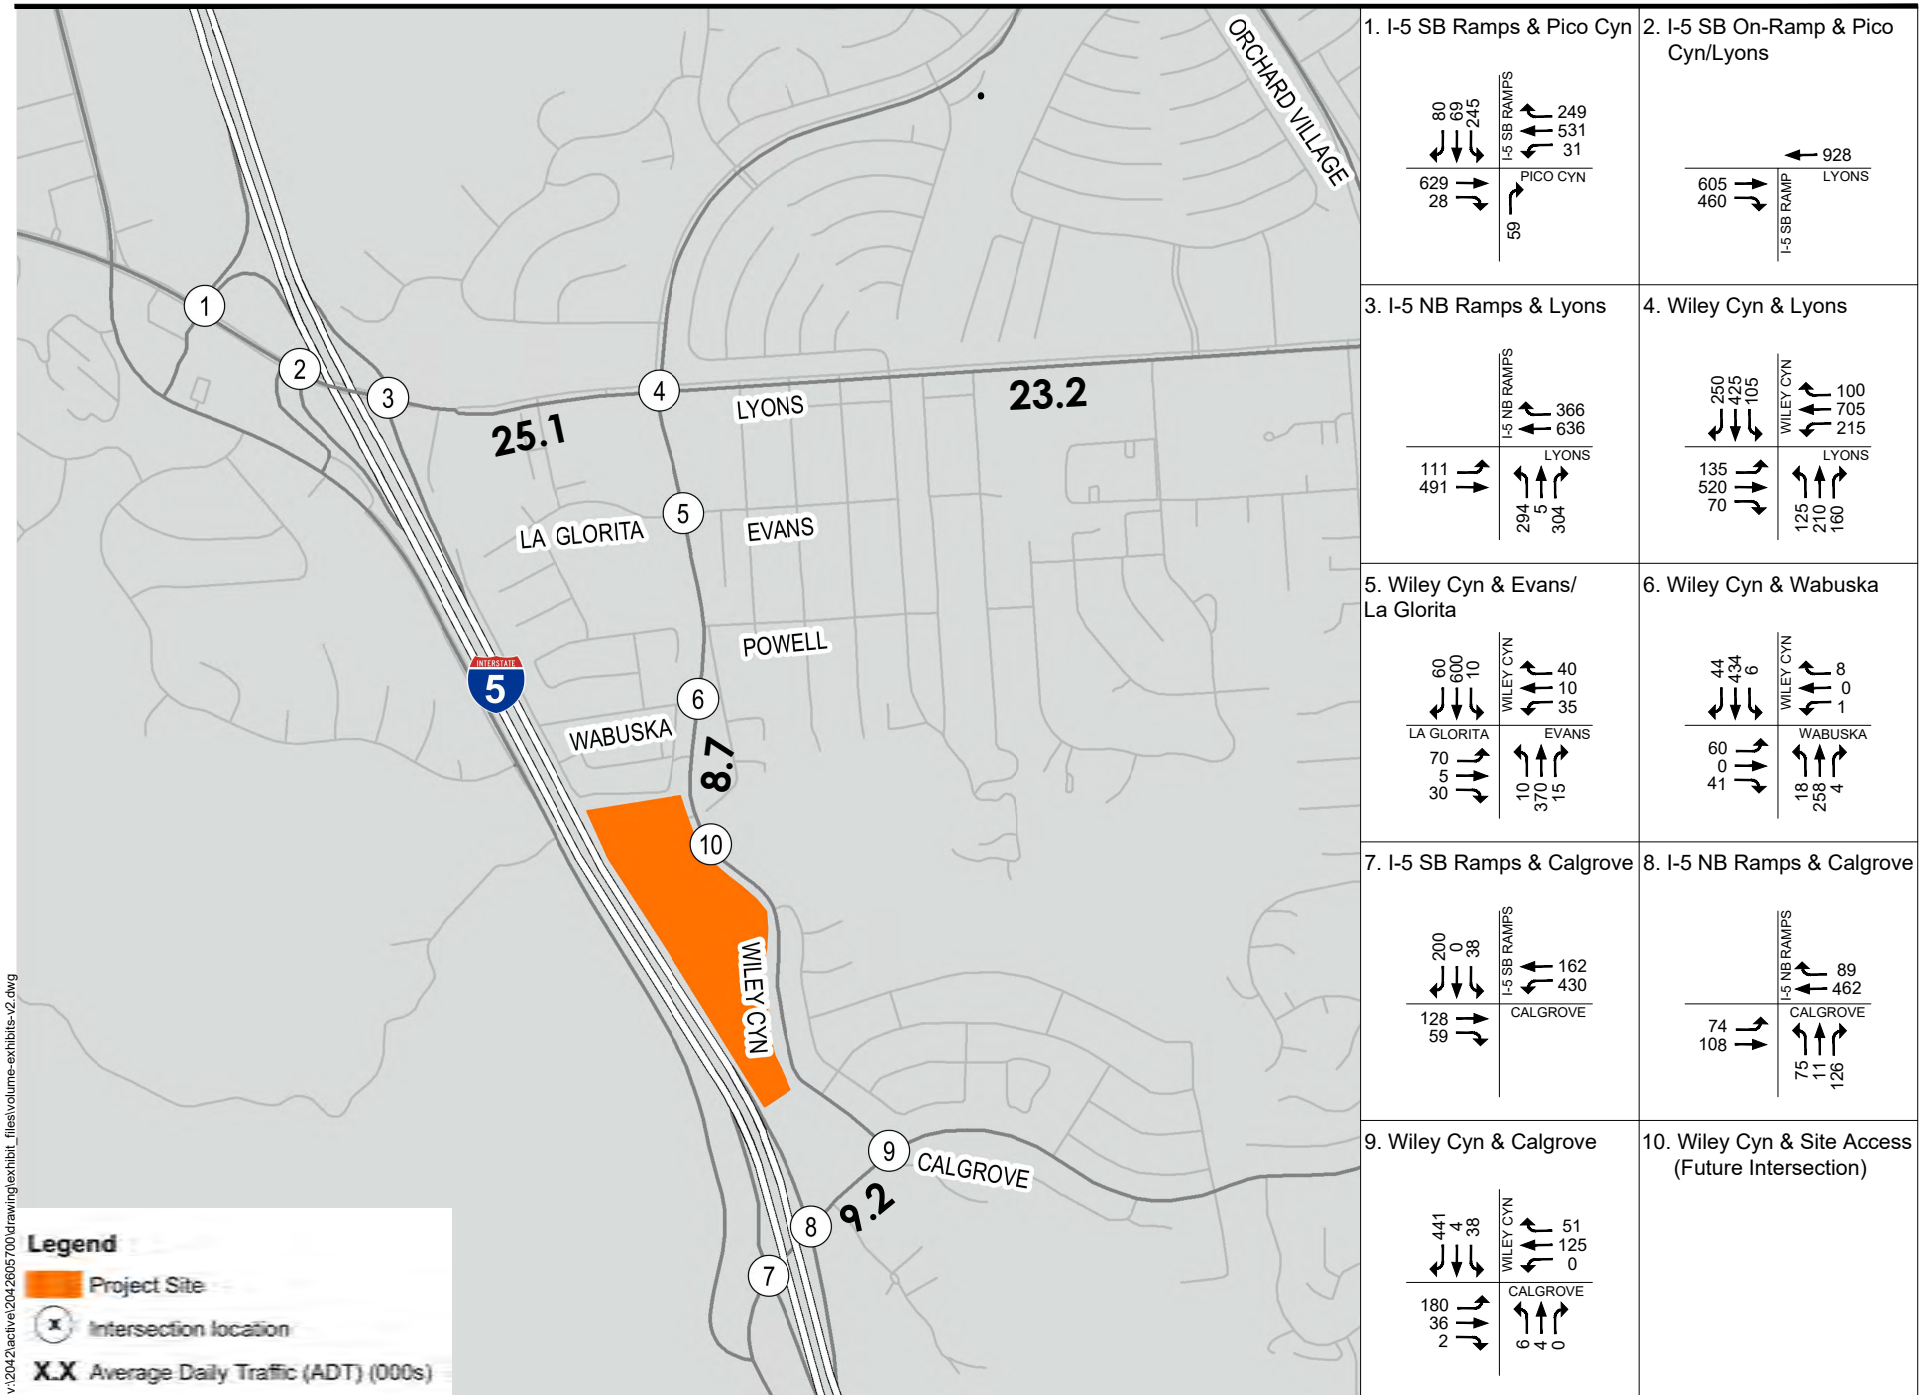 ORCHARD VILLAGE
1
2
3
4
LYONS
23.2
25.1
5
LA GLORITA
EVANS
POWELL
INTERSTATE
5
6
WABUSKA
8.7
10
WILEY CYN
9
CALGROVE
9.2
8
7
Legend
Project Site
x Intersection location
X.X Average Daily Traffic (ADT) (000s)
v:\2042\active\2042605700\drawing\exhibit_files\volume-exhibits-v2.dwg
1. I-5 SB Ramps & Pico Cyn
80 69 245
I-5 SB RAMPS
249
531
31
PICO CYN
629
28
59
2. I-5 SB On-Ramp & Pico
Cyn/Lyons
928
LYONS
605
460
I-5 SB RAMP
3. I-5 NB Ramps & Lyons
I-5 NB RAMPS
366
636
LYONS
111
491
294 5 304
4. Wiley Cyn & Lyons
250 425 105
WILEY CYN
100
705
215
LYONS
135
520
70
125 210 160
5. Wiley Cyn & Evans/
La Glorita
60 600 10
WILEY CYN
40
10
35
LA GLORITA
EVANS
70
5
30
10 370 15
6. Wiley Cyn & Wabuska
44 434 6
WILEY CYN
8
0
1
WABUSKA
60
0
41
18 258 4
7. I-5 SB Ramps & Calgrove
200 0 38
I-5 SB RAMPS
162
430
CALGROVE
128
59
8. I-5 NB Ramps & Calgrove
I-5 NB RAMPS
89
462
CALGROVE
74
108
75 11 126
9. Wiley Cyn & Calgrove
441 4 38
WILEY CYN
51
125
0
CALGROVE
180
36
2
6 4 0
10. Wiley Cyn & Site Access
(Future Intersection)